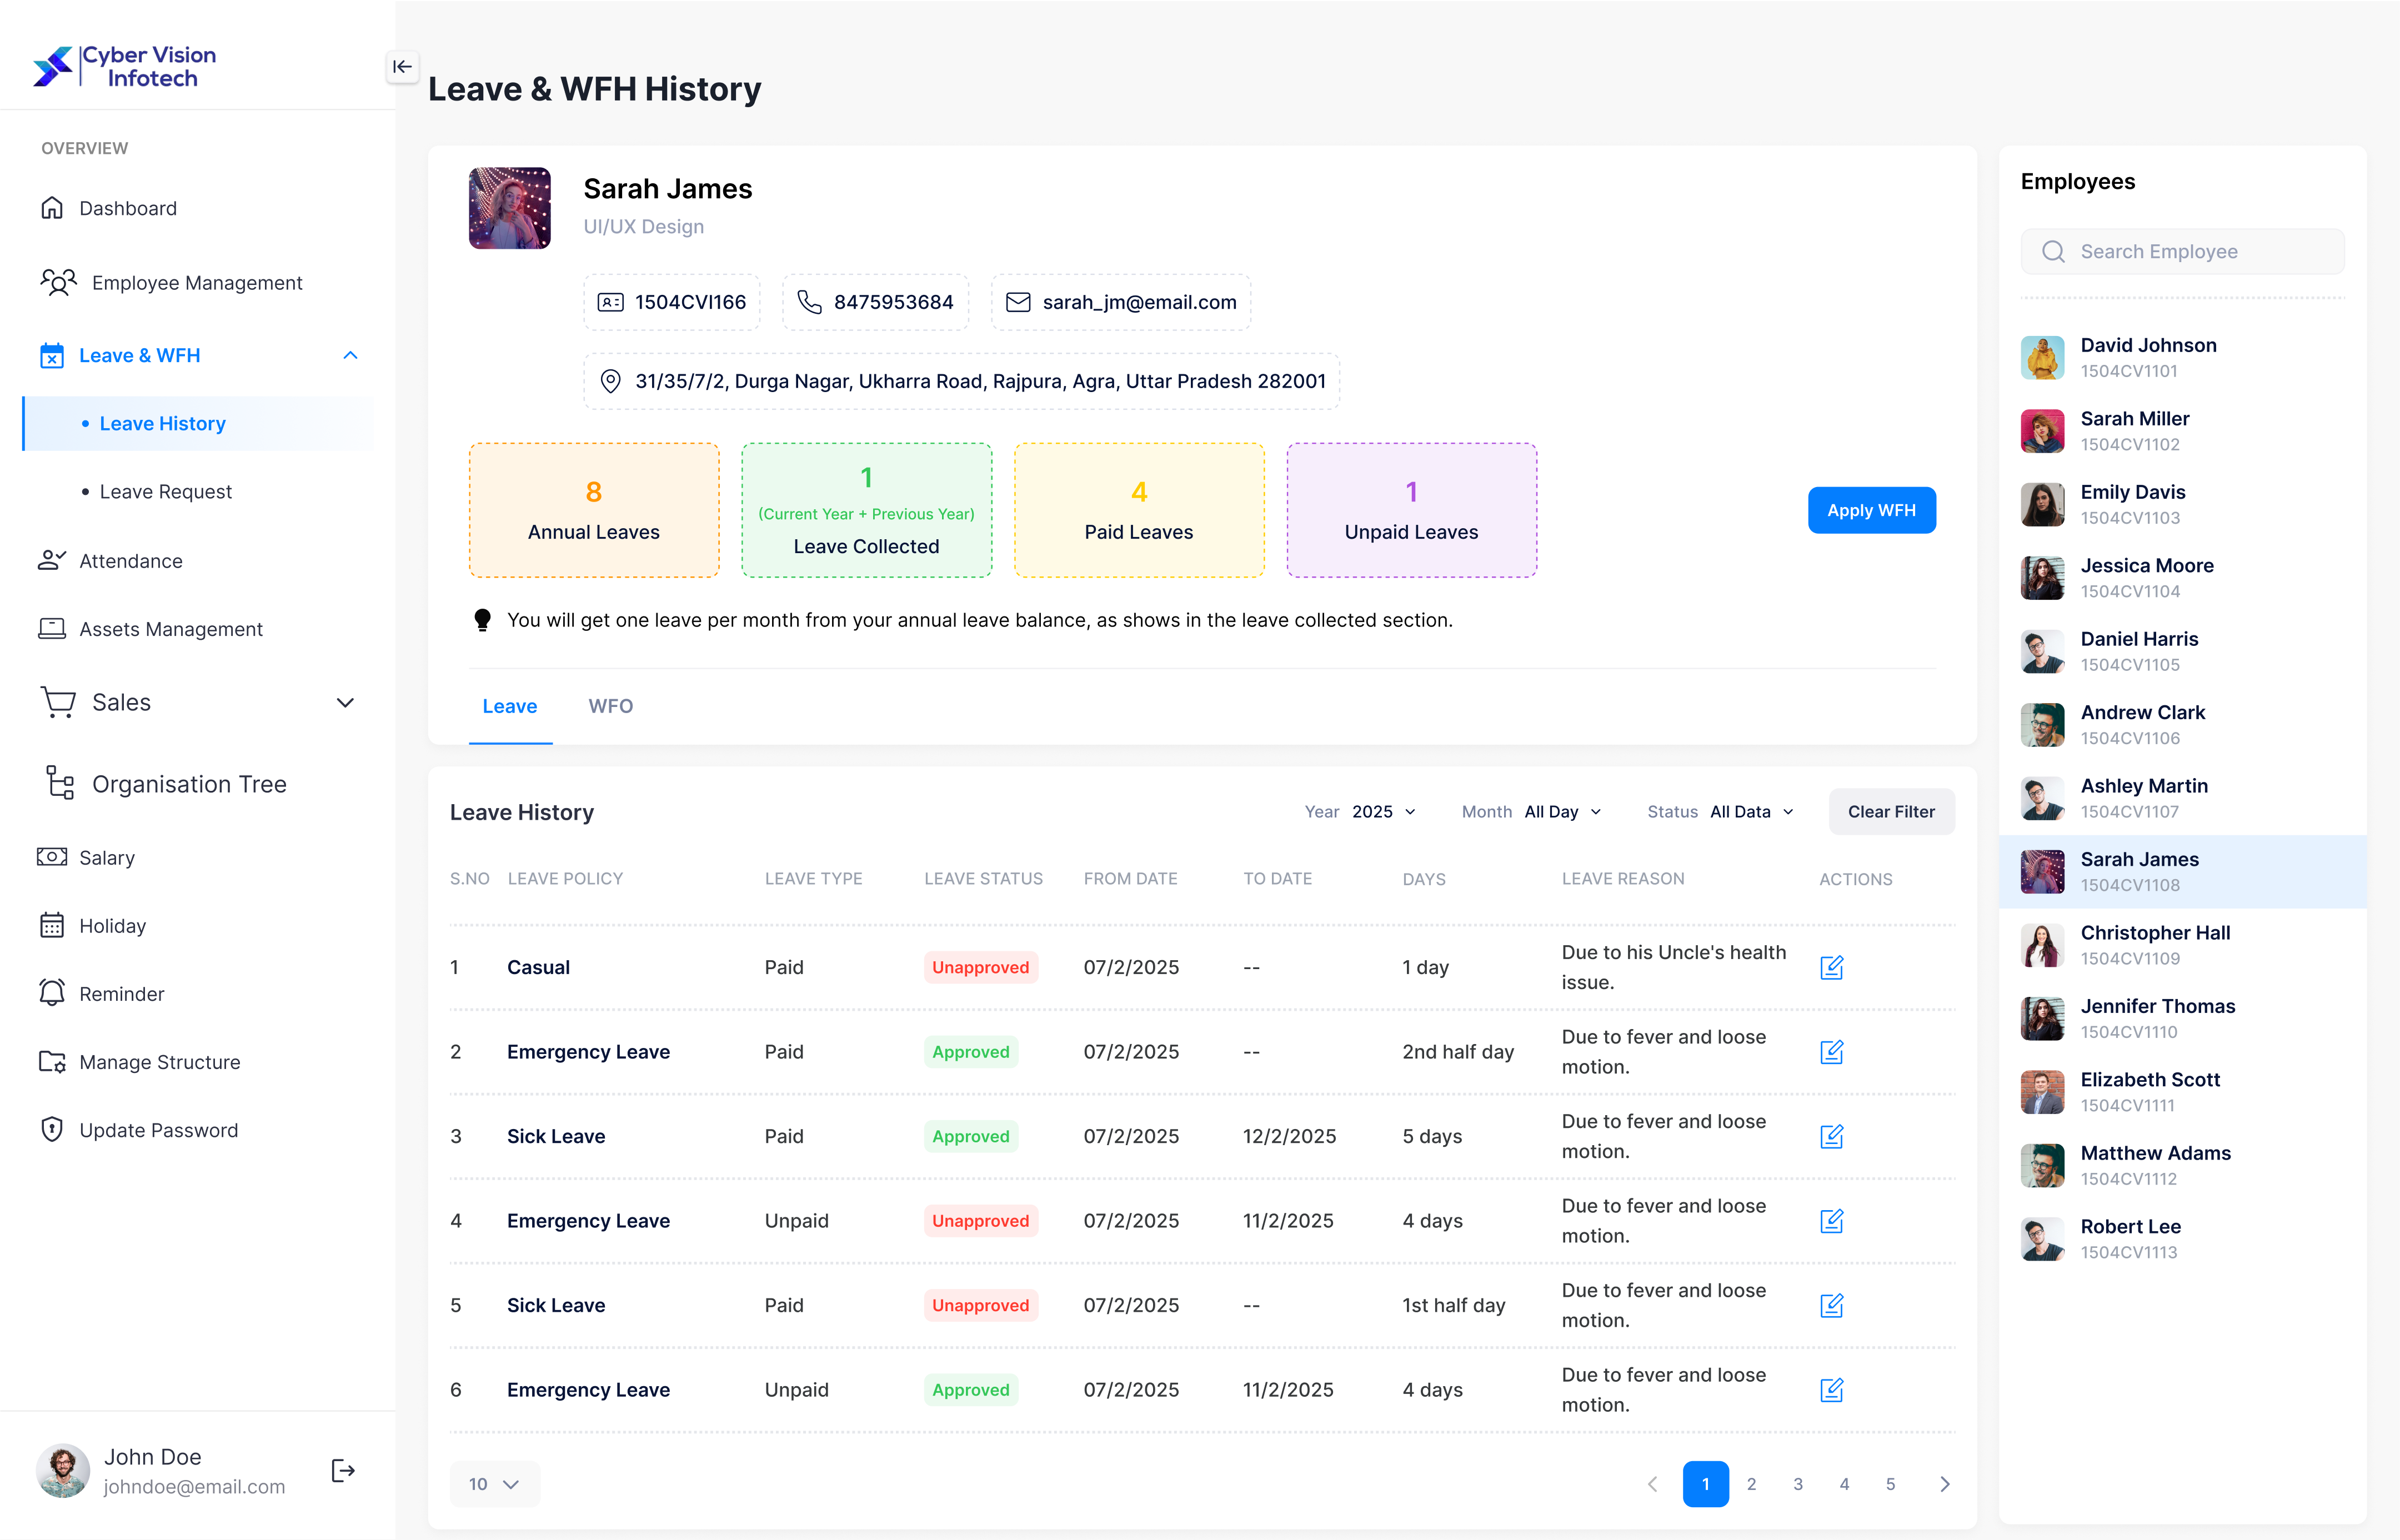 Cyber Vision
Infotech
OVERVIEW
Dashboard
Employee Management
Leave & WFH
Leave History
Leave Request
Attendance
Assets Management
Sales
Organisation Tree
Salary
Holiday
Reminder
Manage Structure
Update Password
John Doe
johndoe@email.com
Leave & WFH History
Sarah James
UI/UX Design
1504CVI166
8475953684
sarah_jm@email.com
31/35/7/2, Durga Nagar, Ukharra Road, Rajpura, Agra, Uttar Pradesh 282001
8
Annual Leaves
1
(Current Year + Previous Year)
Leave Collected
4
Paid Leaves
1
Unpaid Leaves
Apply WFH
You will get one leave per month from your annual leave balance, as shows in the leave collected section.
Leave WFO
Leave History
Year 2025 Month All Day Status All Data Clear Filter
S.NO LEAVE POLICY LEAVE TYPE LEAVE STATUS FROM DATE TO DATE DAYS LEAVE REASON ACTIONS
1 Casual Paid Unapproved 07/2/2025 -- 1 day Due to his Uncle's health
issue.
2 Emergency Leave Paid Approved 07/2/2025 -- 2nd half day Due to fever and loose
motion.
3 Sick Leave Paid Approved 07/2/2025 12/2/2025 5 days Due to fever and loose
motion.
4 Emergency Leave Unpaid Unapproved 07/2/2025 11/2/2025 4 days Due to fever and loose
motion.
5 Sick Leave Paid Unapproved 07/2/2025 -- 1st half day Due to fever and loose
motion.
6 Emergency Leave Unpaid Approved 07/2/2025 11/2/2025 4 days Due to fever and loose
motion.
10
1 2 3 4 5
Employees
Search Employee
David Johnson
1504CV1101
Sarah Miller
1504CV1102
Emily Davis
1504CV1103
Jessica Moore
1504CV1104
Daniel Harris
1504CV1105
Andrew Clark
1504CV1106
Ashley Martin
1504CV1107
Sarah James
1504CV1108
Christopher Hall
1504CV1109
Jennifer Thomas
1504CV1110
Elizabeth Scott
1504CV1111
Matthew Adams
1504CV1112
Robert Lee
1504CV1113